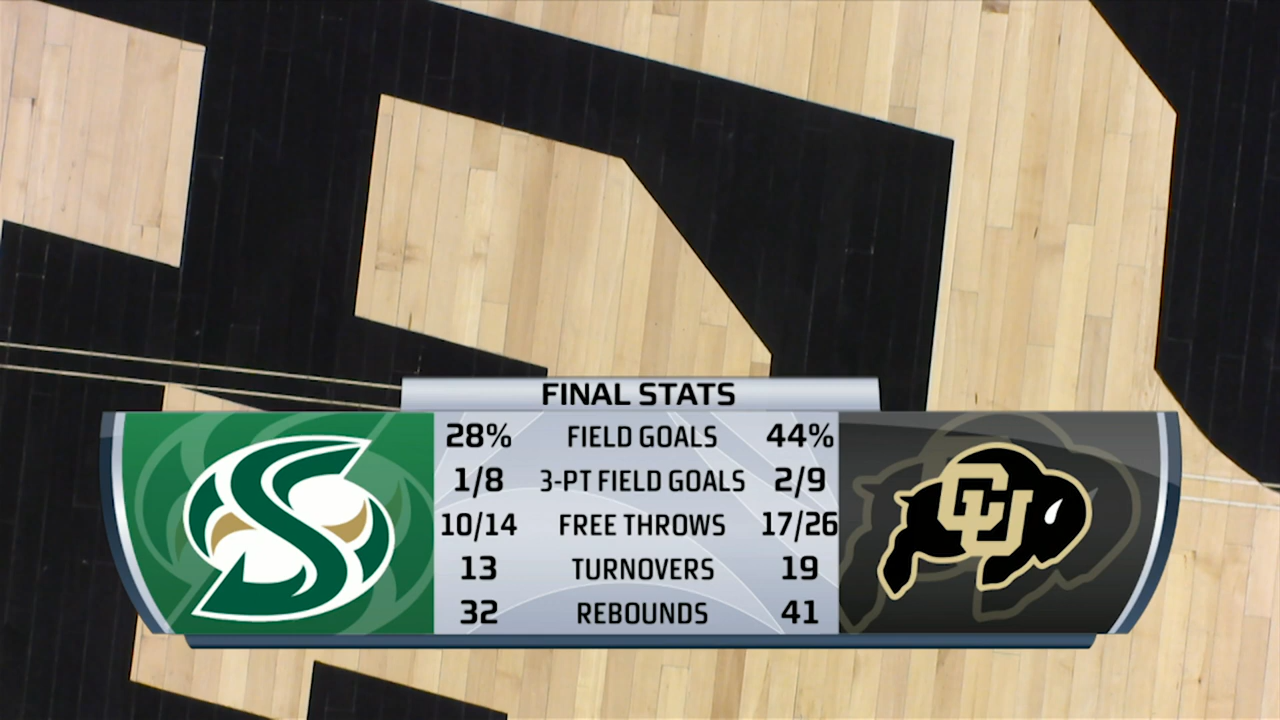 FINAL STATS
28% FIELD GOALS 44%
1/8 3-PT FIELD GOALS 2/9
10/14 FREE THROWS 17/26
13 TURNOVERS 19
32 REBOUNDS 41
S
CU